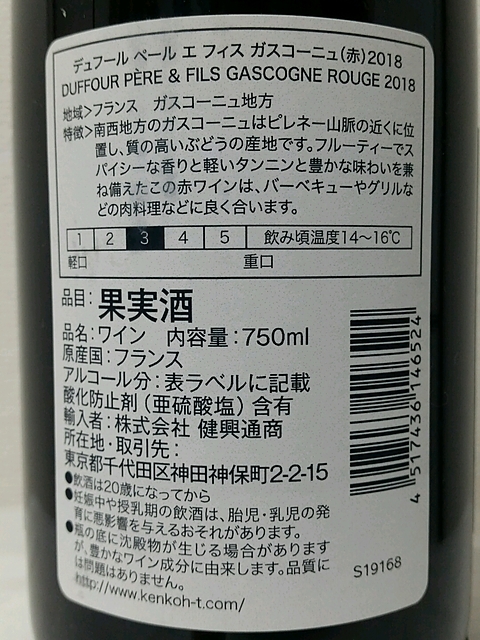 デュフール ペール エ フィス ガスコーニュ(赤)2018
DUFFOUR PÈRE & FILS GASCOGNE ROUGE 2018
地域>フランス ガスコーニュ地方
特徴>南西地方のガスコーニュはピレネー山脈の近くに位
置し、質の高いぶどうの産地です。フルーティーでス
パイシーな香りと軽いタンニンと豊かな味わいを兼
ね備えたこの赤ワインは、バーベキューやグリルな
どの肉料理などに良く合います。
1 2 3 4 5 飲み頃温度14~16℃
軽口 重口
品目:果実酒
品名:ワイン 内容量:750ml
原産国:フランス
アルコール分:表ラベルに記載
酸化防止剤(亜硫酸塩)含有
輸入者:株式会社 健興通商
所在地・取引先:
東京都千代田区神田神保町2-2-15
●飲酒は20歳になってから
●妊娠中や授乳期の飲酒は、胎児・乳児の発
育に悪影響を与えるおそれがあります。
●瓶の底に沈殿物が生じる場合があります
が、豊かなワイン成分に由来します。品質に
は問題はありません。
http://www.kenkoh-t.com/
4 517436 146524
S19168